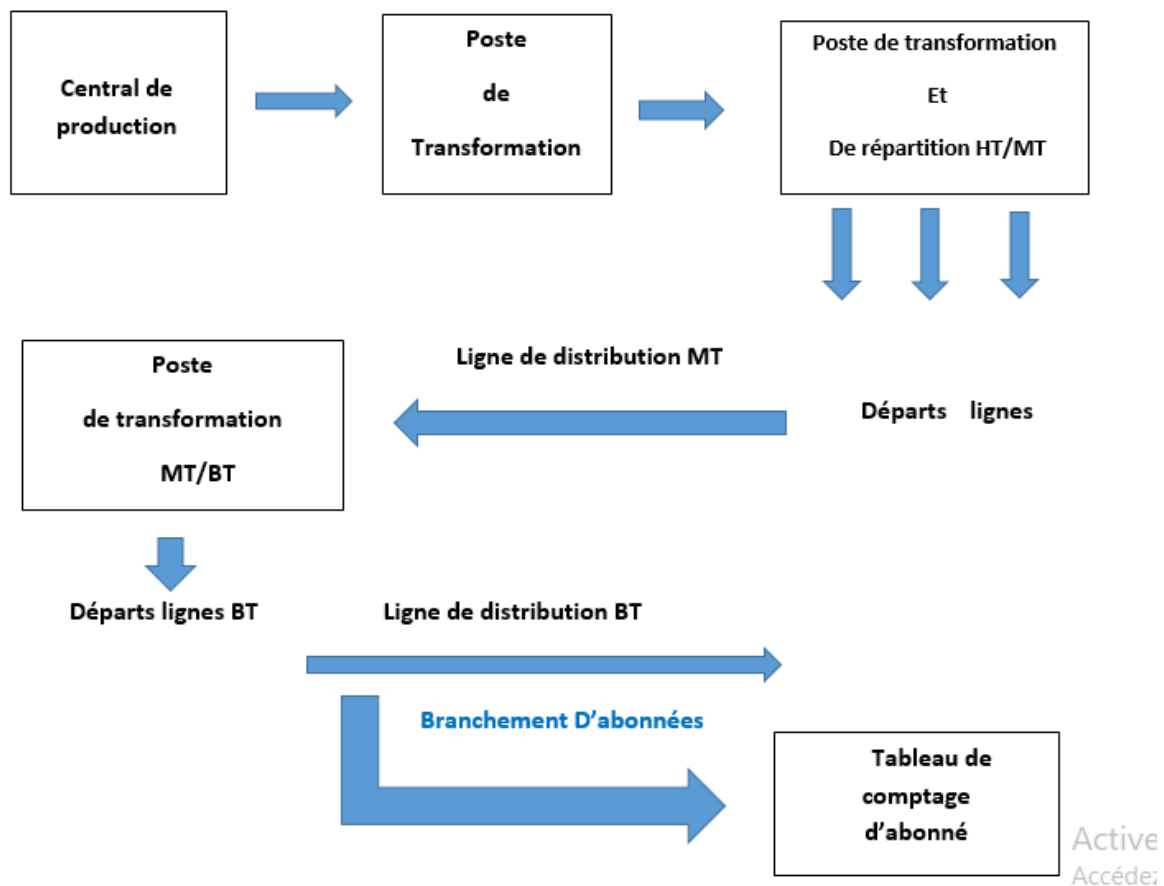 Central de
production
Poste
de
Transformation
Poste de transformation
Et
De répartition HT/MT
Poste
de transformation
MT/BT
Ligne de distribution MT
Départs lignes
Départs lignes BT
Ligne de distribution BT
Branchement D'abonnées
Tableau de
comptage
d'abonné
Active
Accédez